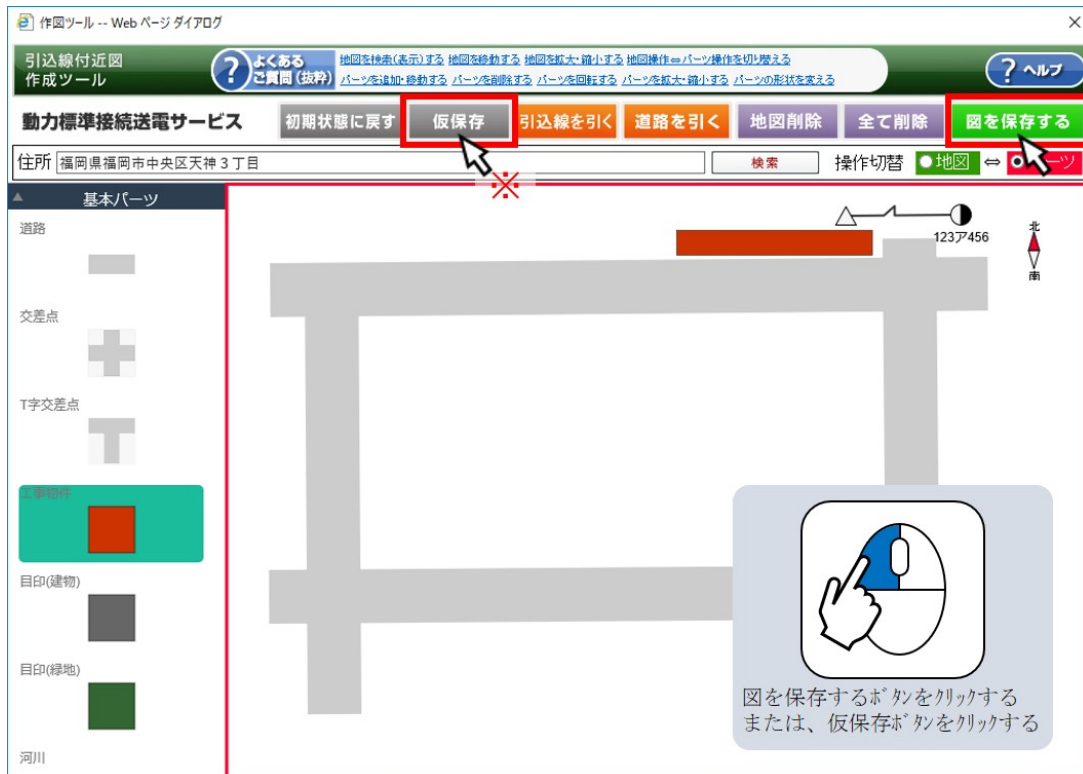 作図ツール -- Web ページ ダイアログ
引込線付近図
作成ツール
?
よくある
ご質問(抜粋)
地図を検索(表示)する 地図を移動する 地図を拡大・縮小する 地図操作⇔パーツ操作を切り替える
パーツを追加・移動する パーツを削除する パーツを回転する パーツを拡大・縮小する パーツの形状を変える
? ヘルプ
動力標準接続送電サービス
初期状態に戻す
仮保存
引込線を引く
道路を引く
地図削除
全て削除
図を保存する
住所
福岡県福岡市中央区天神3丁目
検索
操作切替
地図
⇔
ーツ
※
基本パーツ
道路
交差点
T字交差点
工事物件
目印(建物)
目印(緑地)
河川
123ア456
北
南
図を保存するボタンをクリックする
または、仮保存ボタンをクリックする